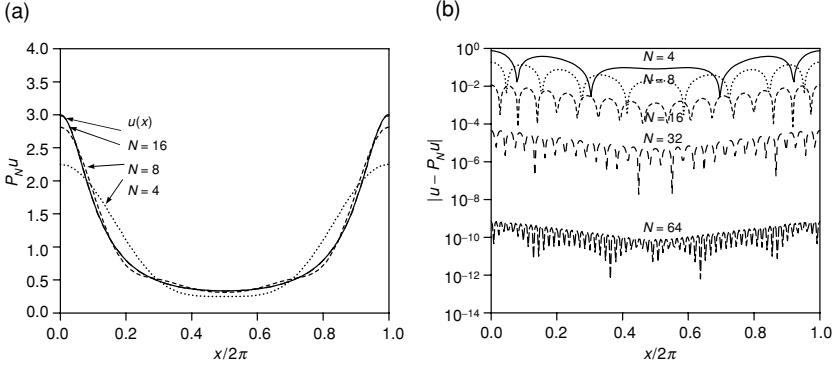 (a)
4.0
3.5
3.0
2.5
2.0
1.5
1.0
0.5
0.0
P_N u
u(x)
N = 16
N = 8
N = 4
0.0 0.2 0.4 0.6 0.8 1.0
x/2π
(b)
10⁰
10⁻²
10⁻⁴
10⁻⁶
10⁻⁸
10⁻¹⁰
10⁻¹²
10⁻¹⁴
|u – P_N u|
N = 4
N = 8
N = 16
N = 32
N = 64
0.0 0.2 0.4 0.6 0.8 1.0
x/2π